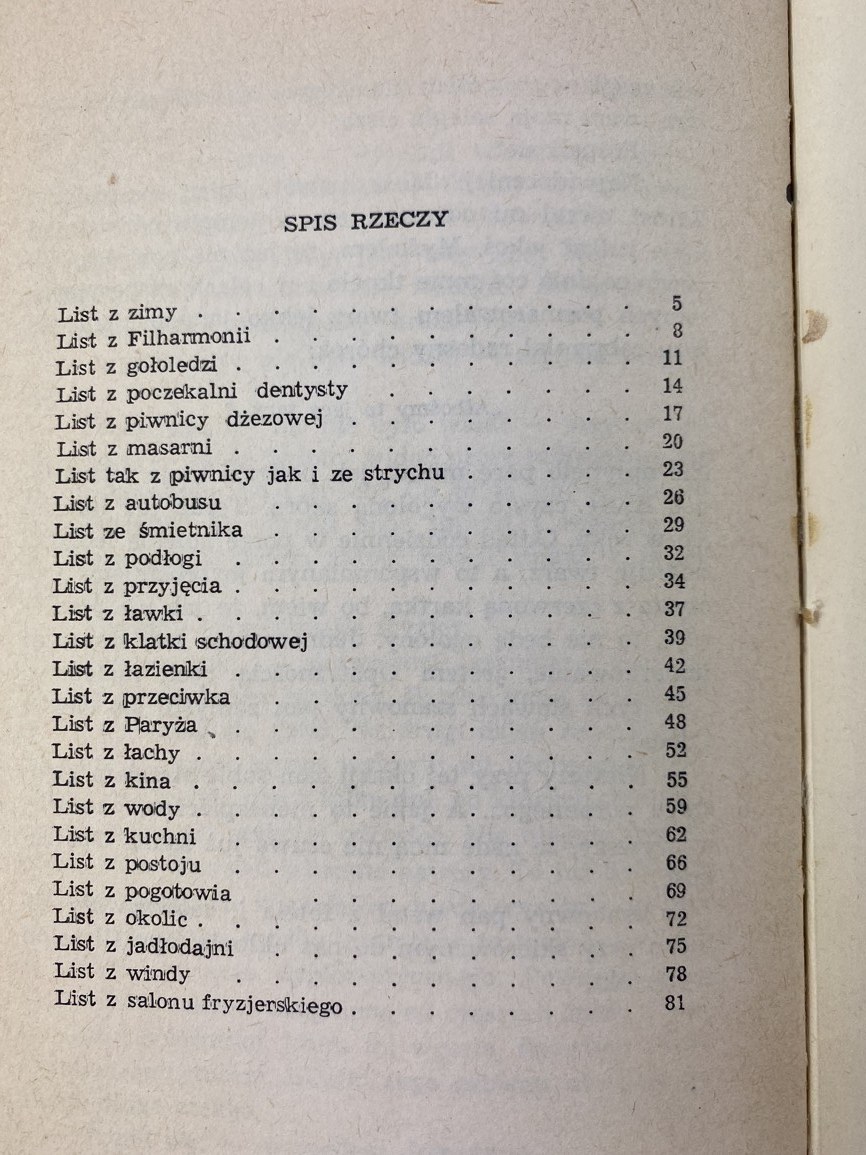 SPIS RZECZY
List z zimy . . . . . . . . . . . . 5
List z Filharmonii . . . . . . . . . . 8
List z gołoledzi . . . . . . . . . . . 11
List z poczekalni dentysty . . . . . . . 14
List z piwnicy dżezowej . . . . . . . . 17
List z masarni . . . . . . . . . . . 20
List tak z piwnicy jak i ze strychu . . . . . 23
List z autobusu . . . . . . . . . . 26
List ze śmietnika . . . . . . . . . . 29
List z podłogi . . . . . . . . . . . 32
List z przyjęcia . . . . . . . . . . . 34
List z ławki . . . . . . . . . . . . 37
List z klatki schodowej . . . . . . . . 39
List z łazienki . . . . . . . . . . . 42
List z przeciwka . . . . . . . . . . 45
List z Paryża . . . . . . . . . . . 48
List z łachy . . . . . . . . . . . . 52
List z kina . . . . . . . . . . . . 55
List z wody . . . . . . . . . . . 59
List z kuchni . . . . . . . . . . . 62
List z postoju . . . . . . . . . . . 66
List z pogotowia . . . . . . . . . . 69
List z okolic . . . . . . . . . . . . 72
List z jadłodajni . . . . . . . . . . 75
List z windy . . . . . . . . . . . 78
List z salonu fryzjerskiego . . . . . . . . 81